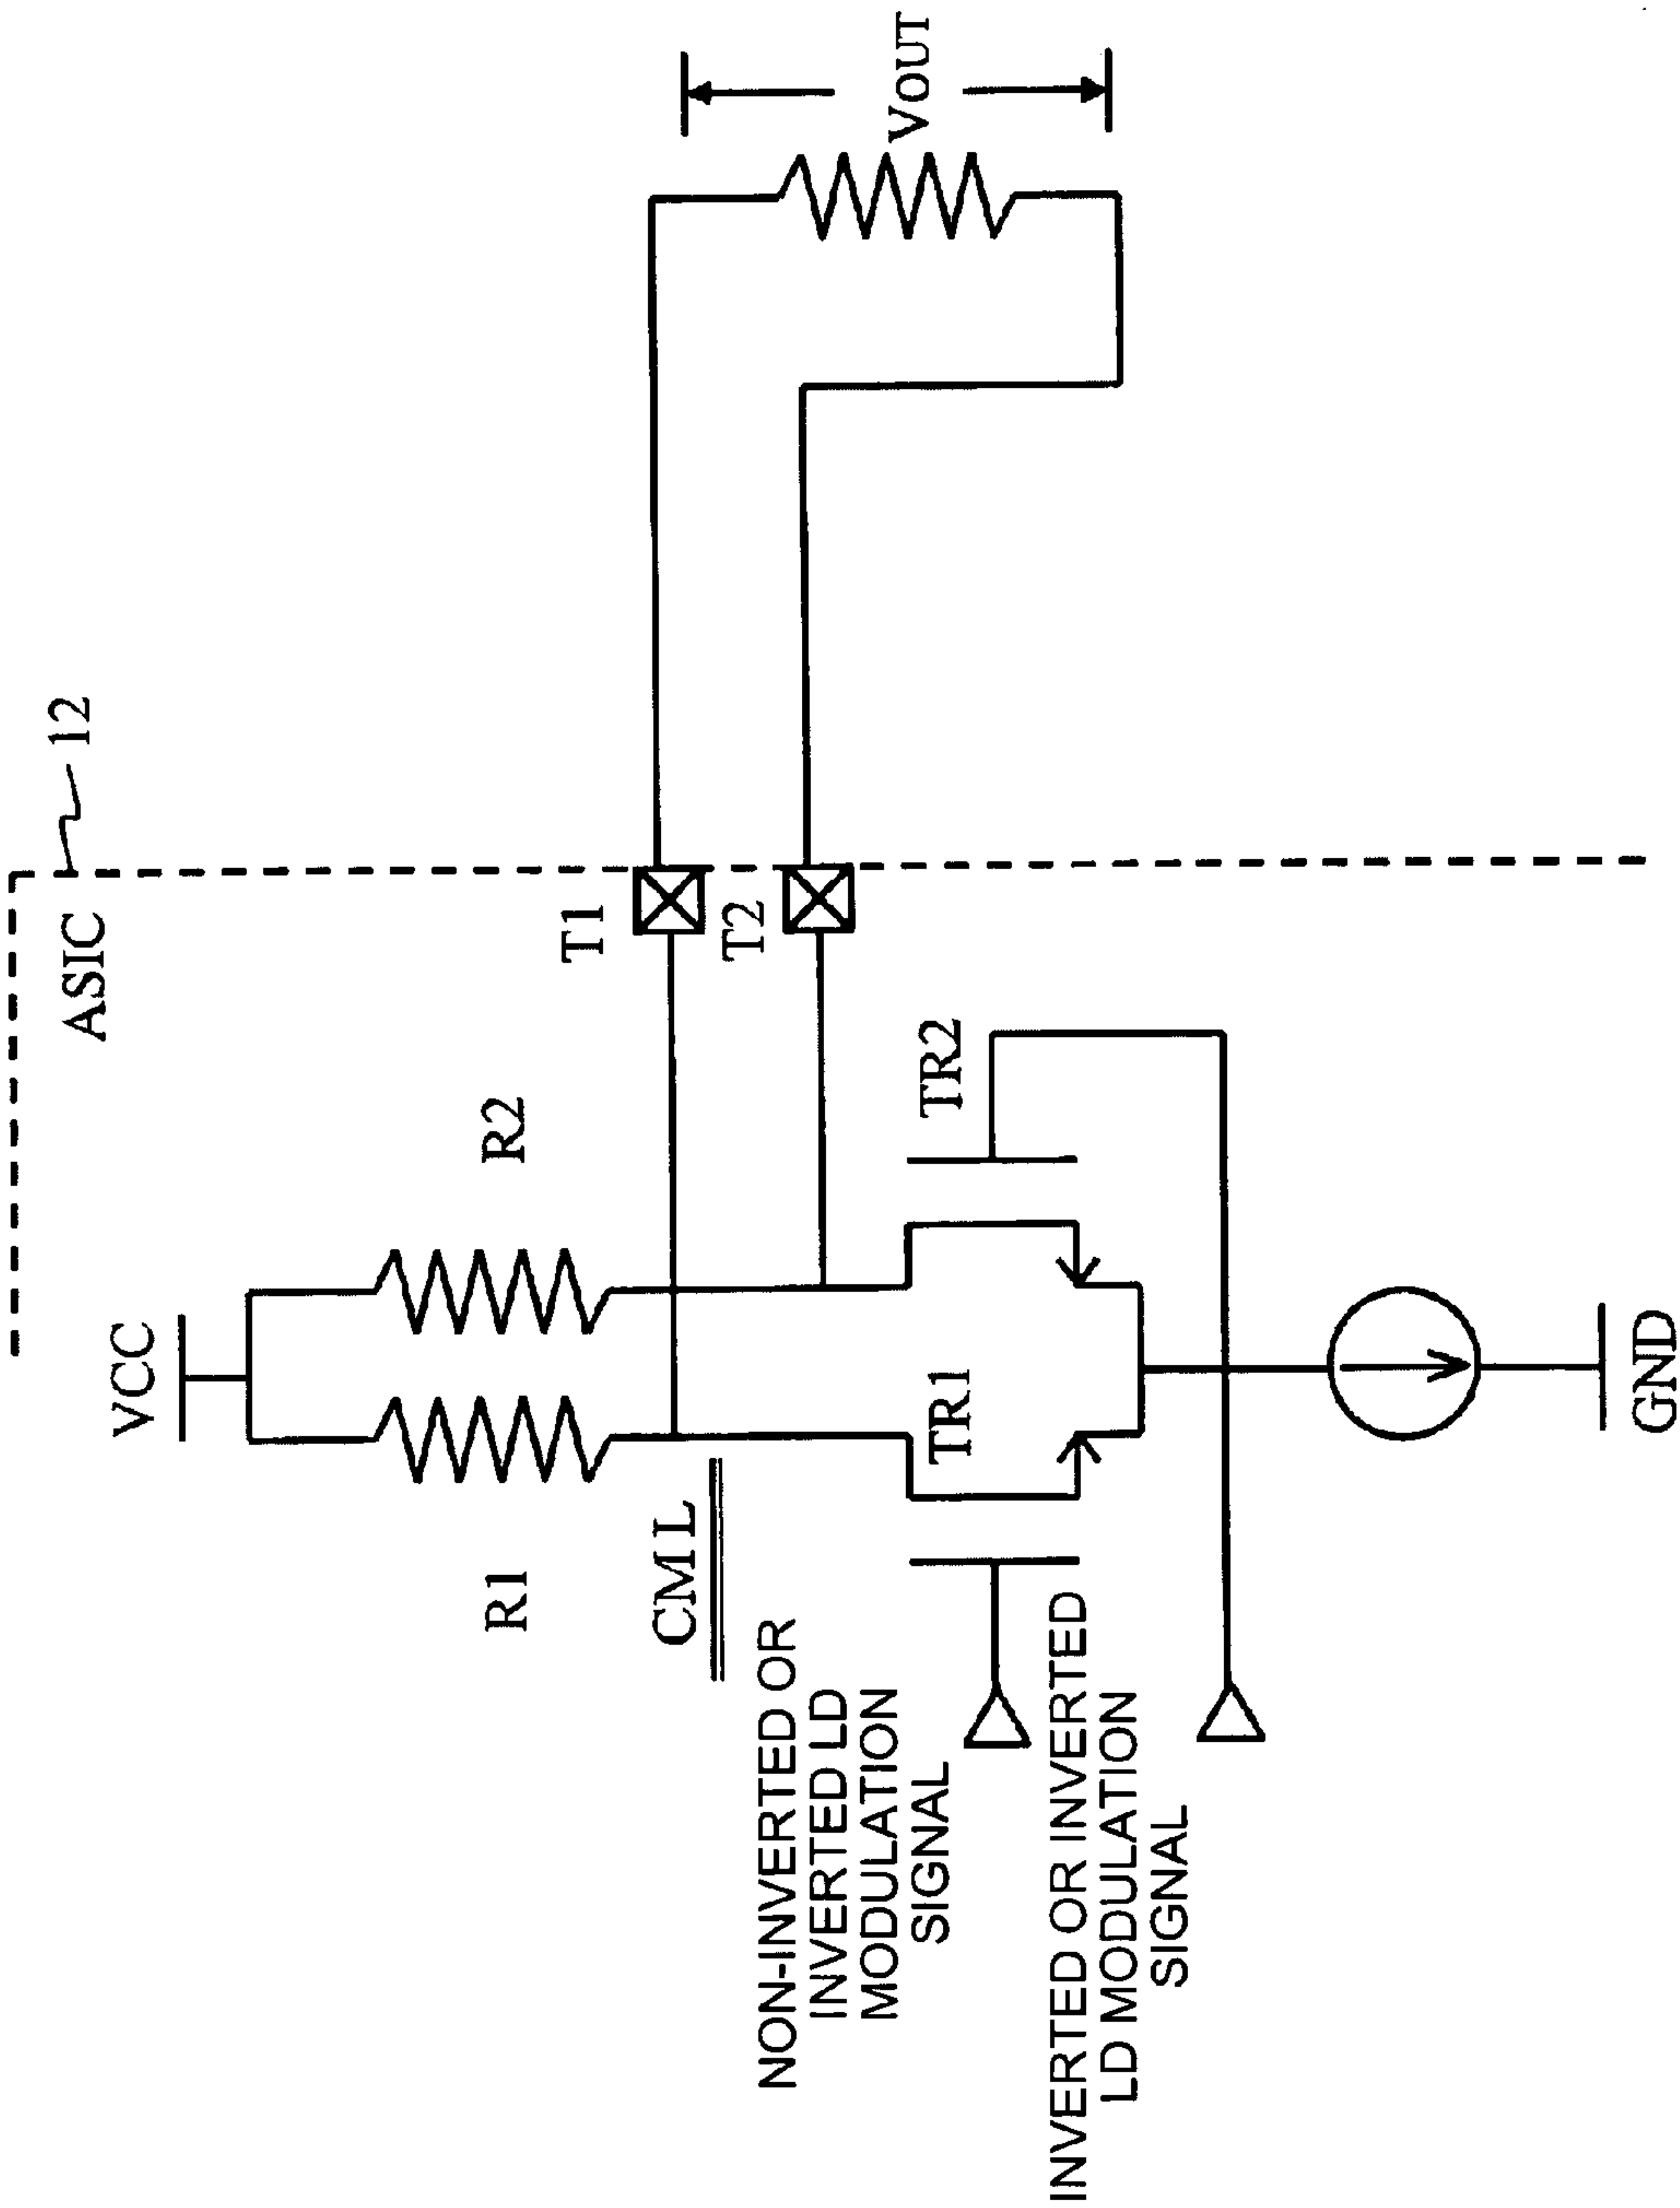 ASIC
12
VCC
R1
R2
T1
T2
CML
VOUT
TR1
TR2
NON-INVERTED OR
INVERTED LD
MODULATION
SIGNAL
INVERTED OR INVERTED
LD MODULATION
SIGNAL
GND